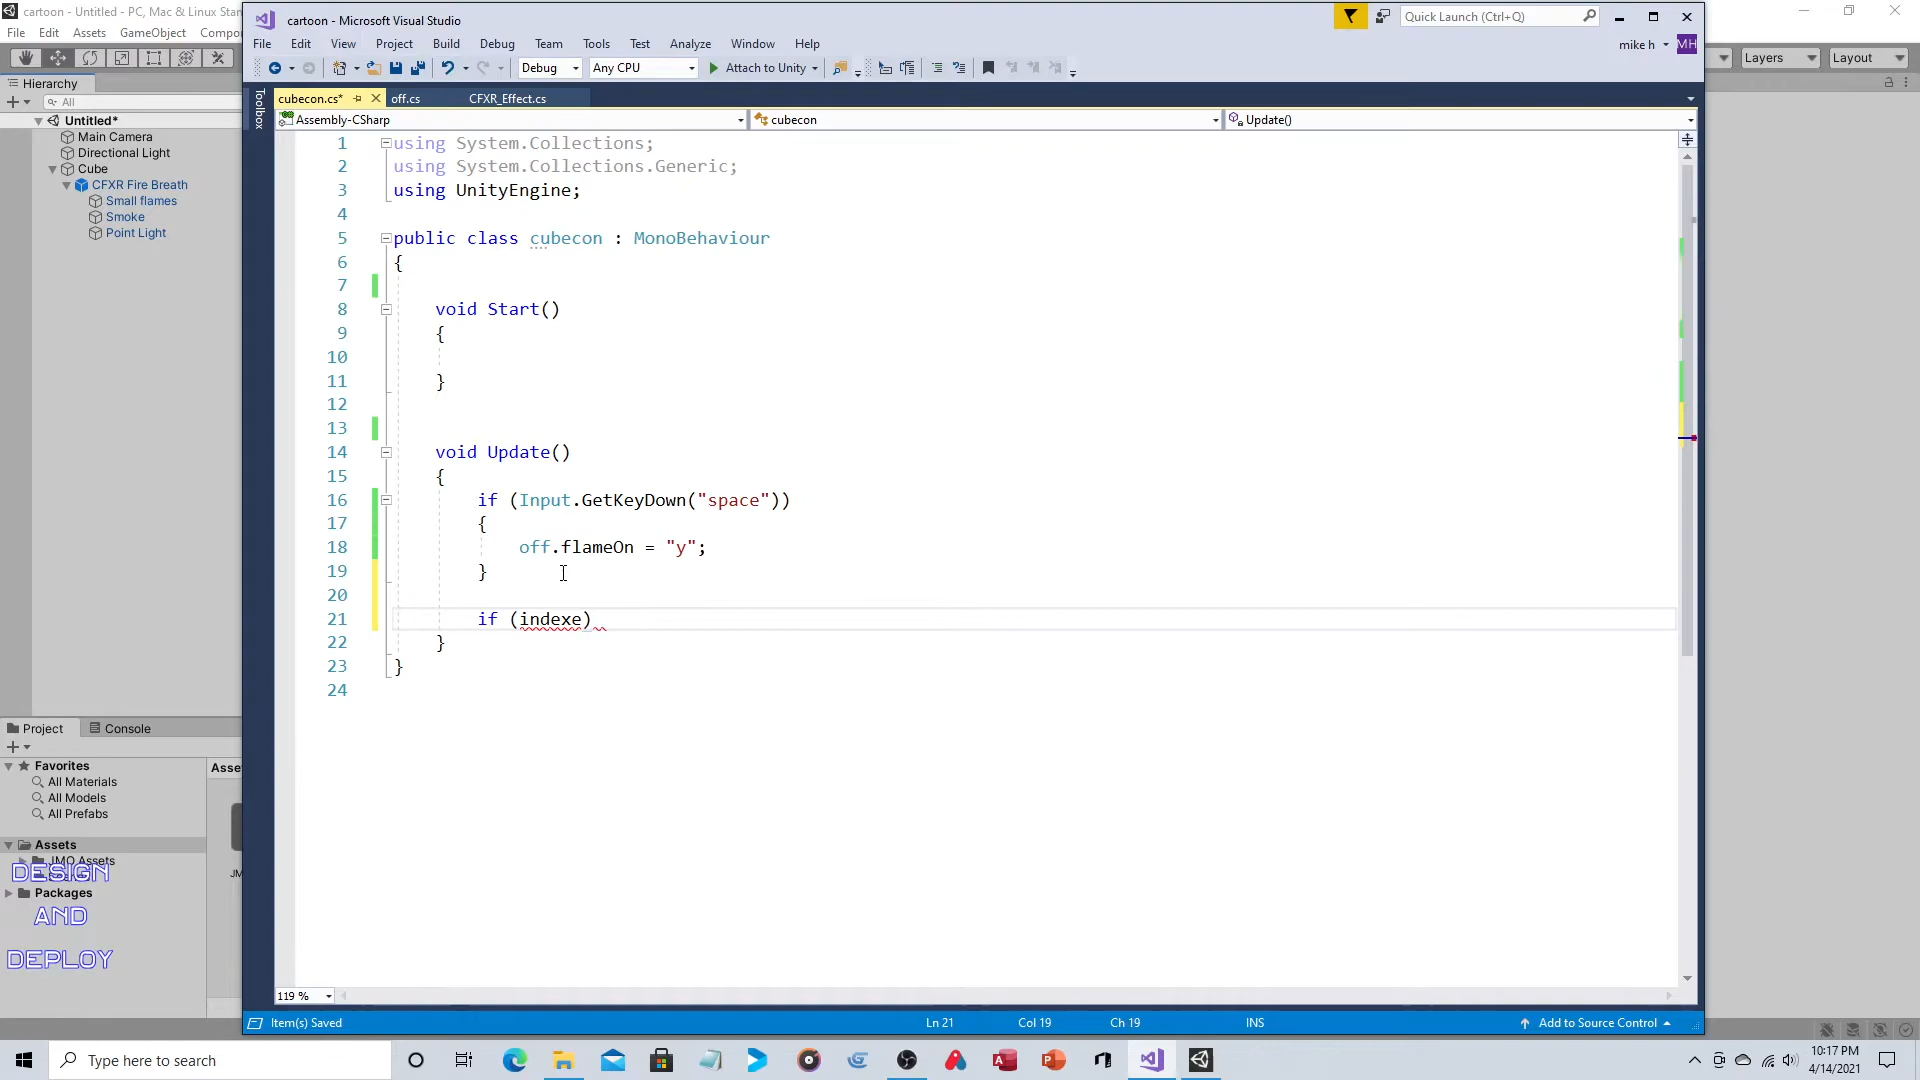 cartoon - Untitled - PC, Mac & Linux Stan
File Edit Assets GameObject Compon
Layers
Layout
Hierarchy
All
Untitled*
Main Camera
Directional Light
Cube
CFXR Fire Breath
Small flames
Smoke
Point Light
Project
Console
Favorites
All Materials
All Models
All Prefabs
Assets
JMO Assets
Packages
Asse
JM
DESIGN
AND
DEPLOY
cartoon - Microsoft Visual Studio
Quick Launch (Ctrl+Q)
File Edit View Project Build Debug Team Tools Test Analyze Window Help
mike h
MH
Debug
Any CPU
Attach to Unity
Toolbox
cubecon.cs*
off.cs
CFXR_Effect.cs
Assembly-CSharp
cubecon
Update()
1 using System.Collections;
2 using System.Collections.Generic;
3 using UnityEngine;
4
5 public class cubecon : MonoBehaviour
6 {
7
8 void Start()
9 {
10
11 }
12
13
14 void Update()
15 {
16 if (Input.GetKeyDown("space"))
17 {
18 off.flameOn = "y";
19 }
20
21 if (indexe)
22 }
23 }
24
119 %
Item(s) Saved
Ln 21
Col 19
Ch 19
INS
Add to Source Control
Type here to search
10:17 PM
4/14/2021